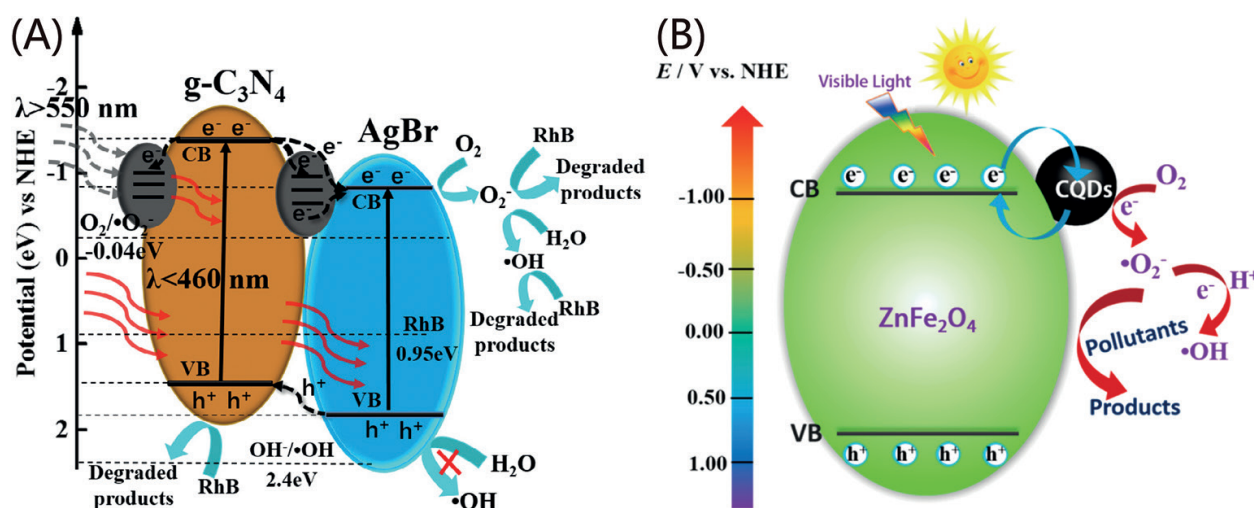 (A)
Potential (eV) vs NHE
-2
-1
0
1
2
λ>550 nm
g-C₃N₄
e⁻ e⁻
CB
e⁻
e⁻
e⁻
e⁻
AgBr
e⁻ e⁻
CB
O₂
O₂⁻
RhB
Degraded
products
H₂O
•OH
RhB
Degraded
products
O₂/•O₂⁻
-0.04eV
λ<460 nm
RhB
0.95eV
VB
h⁺ h⁺
h⁺
VB
h⁺ h⁺
OH⁻/•OH
2.4eV
H₂O
•OH
Degraded
products
RhB
(B)
E / V vs. NHE
-1.00
-0.50
0.00
0.50
1.00
Visible Light
CB
e⁻ e⁻ e⁻ e⁻
CQDs
O₂
e⁻
•O₂⁻
e⁻
H⁺
ZnFe₂O₄
Pollutants
•OH
Products
VB
h⁺ h⁺ h⁺ h⁺